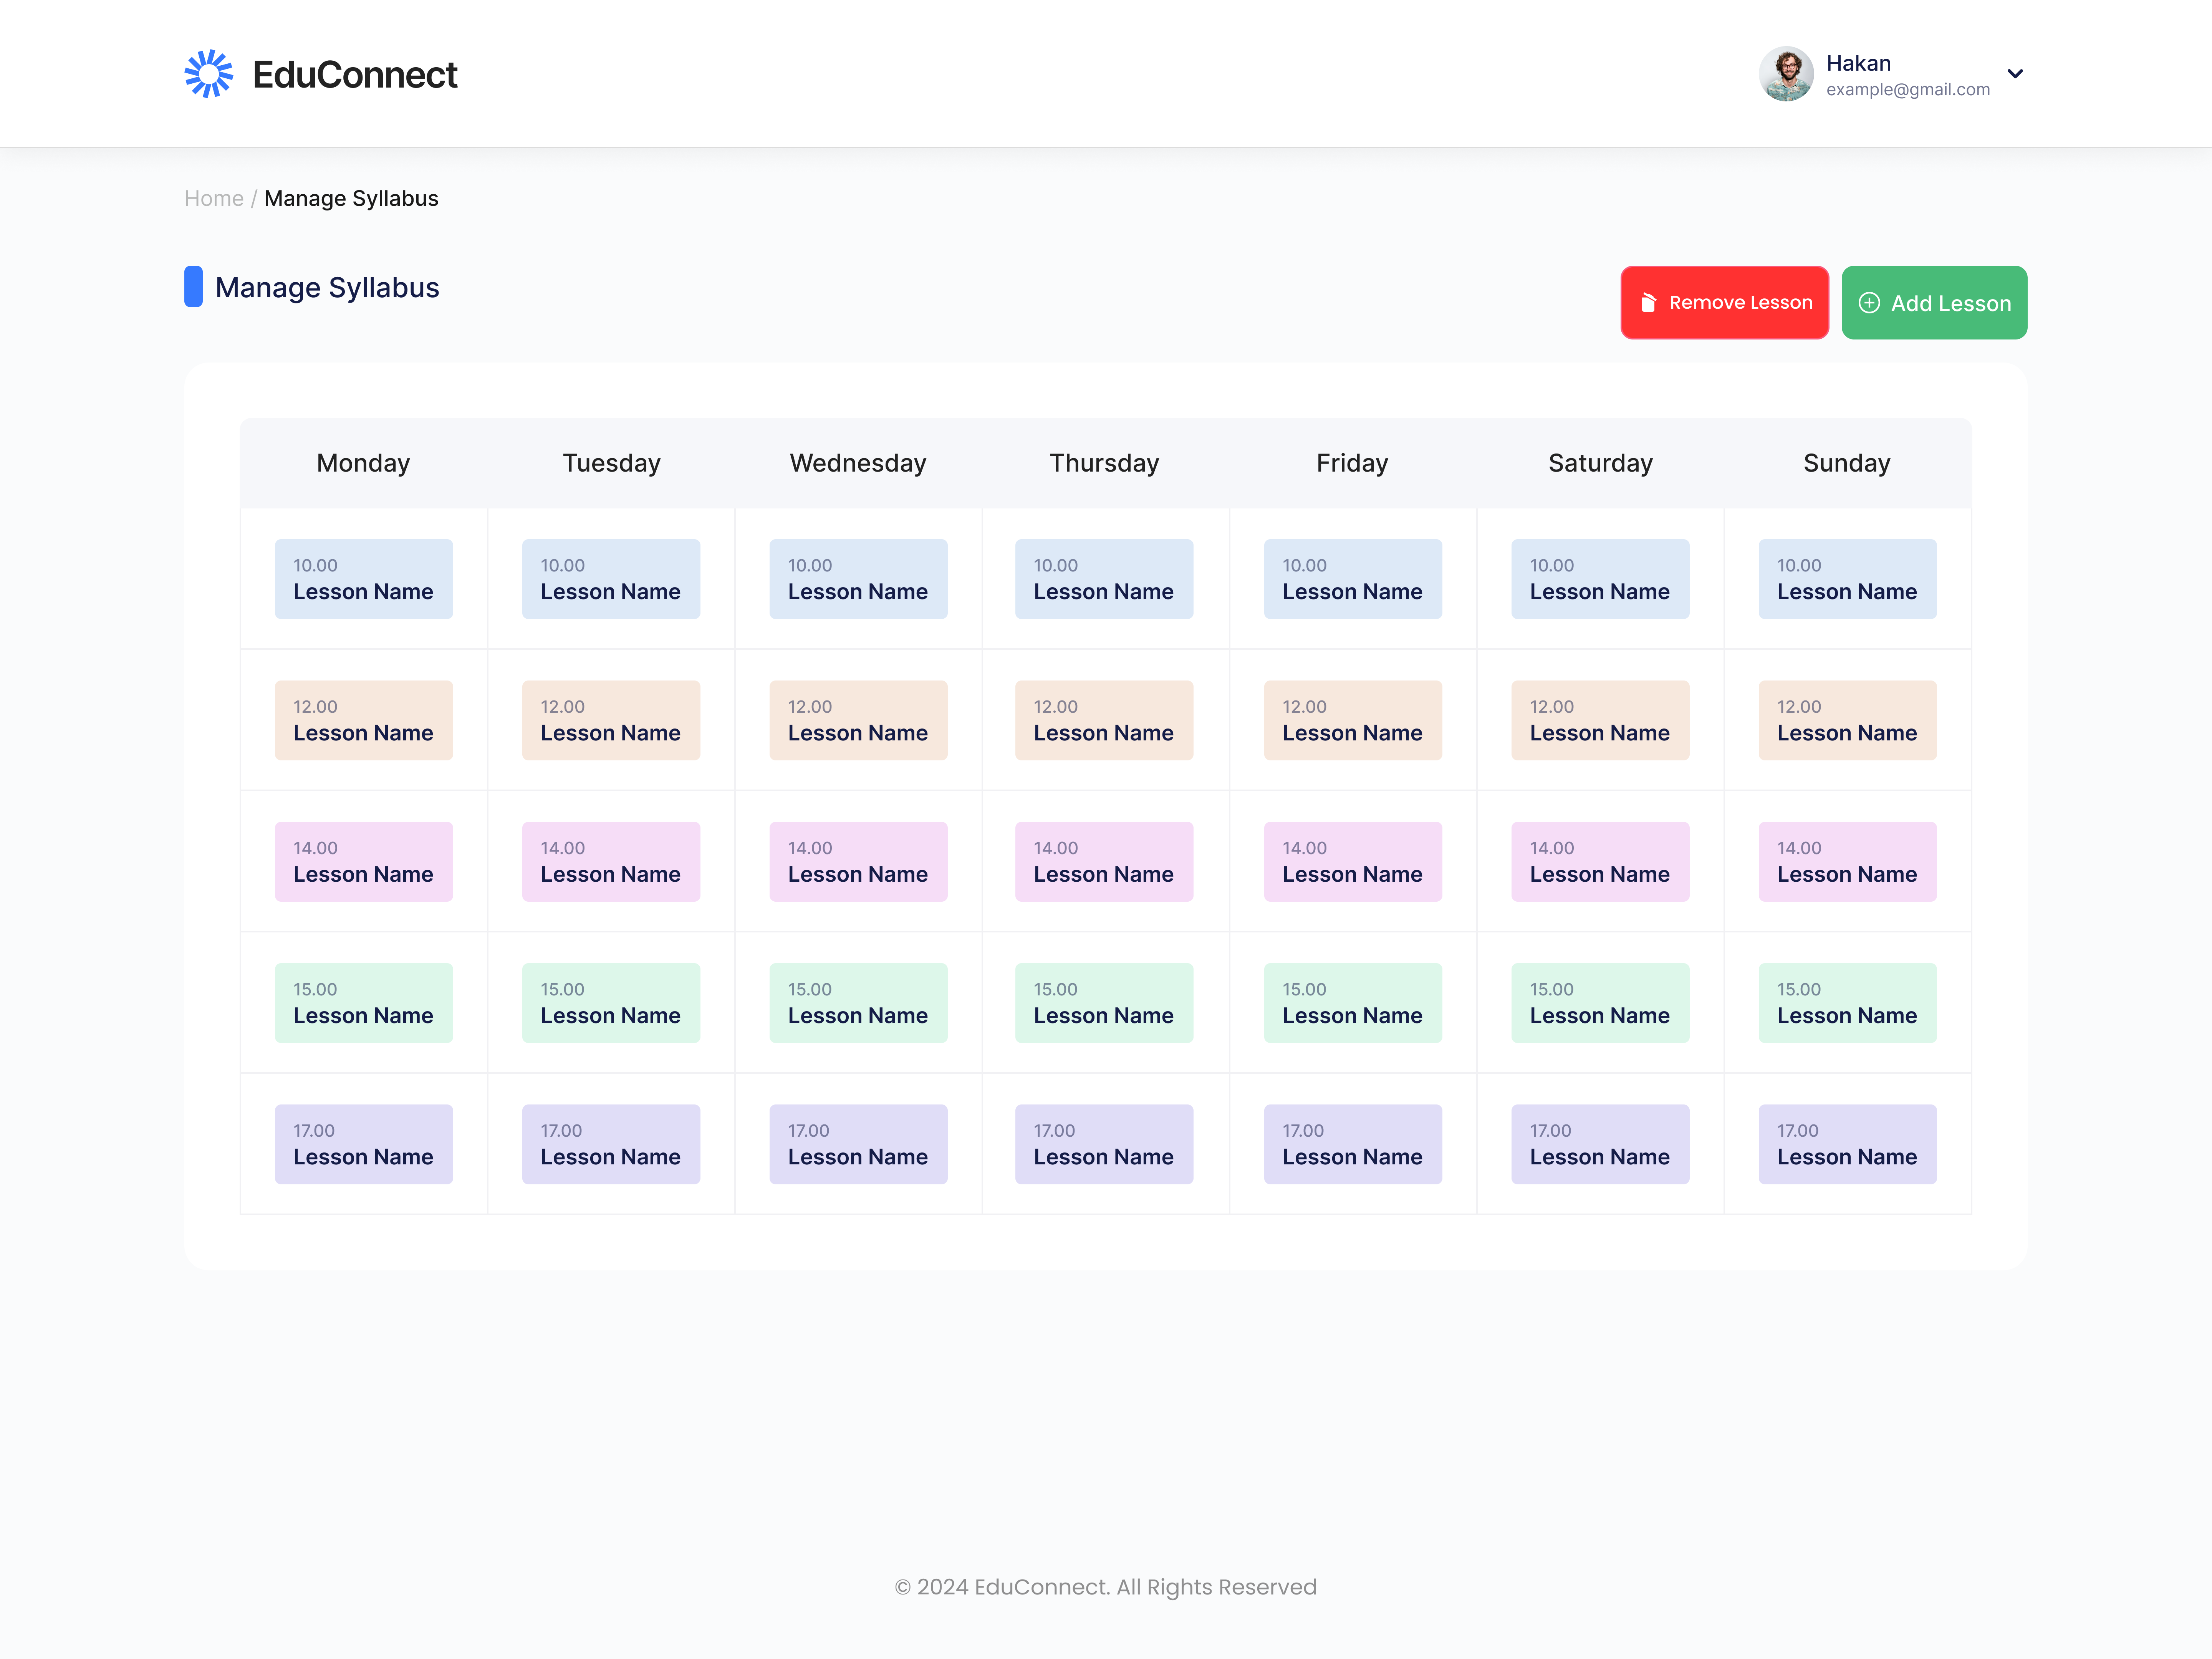 EduConnect
Hakan
example@gmail.com
Home / Manage Syllabus
Manage Syllabus
Remove Lesson
Add Lesson
Monday Tuesday Wednesday Thursday Friday Saturday Sunday
10.00 10.00 10.00 10.00 10.00 10.00 10.00
Lesson Name Lesson Name Lesson Name Lesson Name Lesson Name Lesson Name Lesson Name
12.00 12.00 12.00 12.00 12.00 12.00 12.00
Lesson Name Lesson Name Lesson Name Lesson Name Lesson Name Lesson Name Lesson Name
14.00 14.00 14.00 14.00 14.00 14.00 14.00
Lesson Name Lesson Name Lesson Name Lesson Name Lesson Name Lesson Name Lesson Name
15.00 15.00 15.00 15.00 15.00 15.00 15.00
Lesson Name Lesson Name Lesson Name Lesson Name Lesson Name Lesson Name Lesson Name
17.00 17.00 17.00 17.00 17.00 17.00 17.00
Lesson Name Lesson Name Lesson Name Lesson Name Lesson Name Lesson Name Lesson Name
© 2024 EduConnect. All Rights Reserved